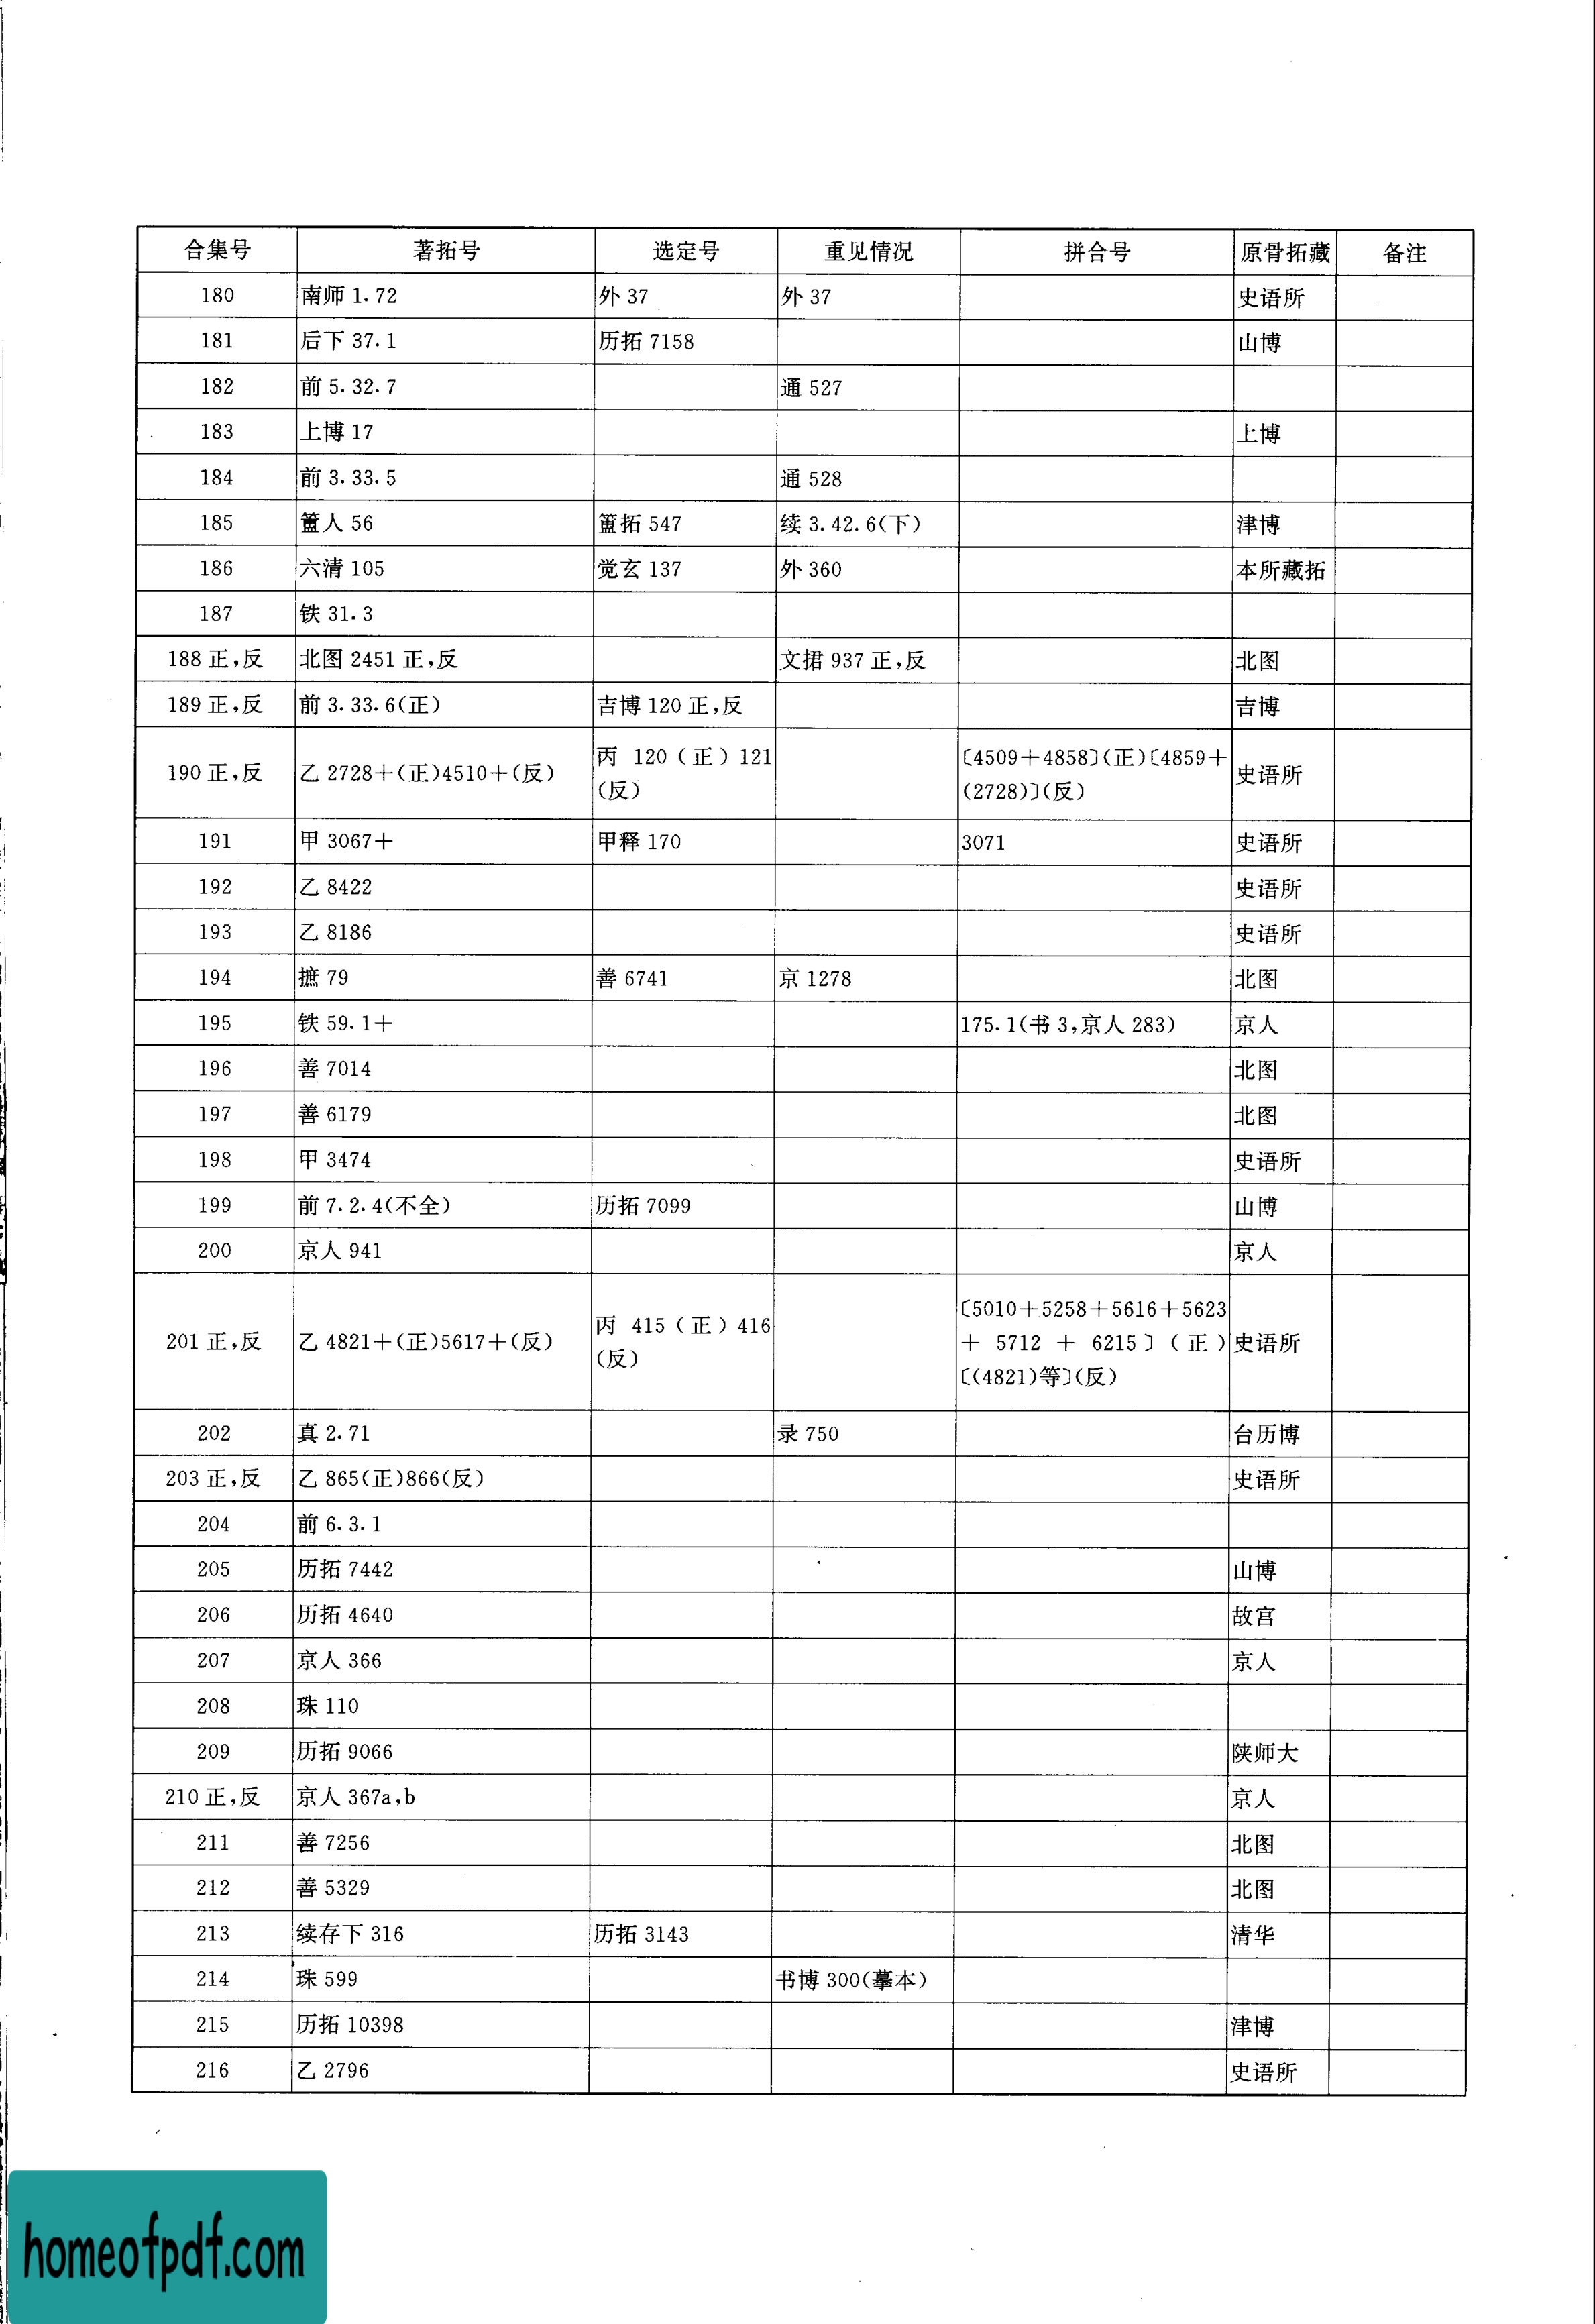 合集号 著拓号 选定号 重见情况 拼合号 原骨拓藏 备注
180 南师 1.72 外 37 外 37 史语所
181 后下 37.1 历拓 7158 山博
182 前 5.32.7 通 527
183 上博 17 上博
184 前 3.33.5 通 528
185 簠人 56 簠拓 547 续 3.42.6(下) 津博
186 六清 105 觉玄 137 外 360 本所藏拓
187 铁 31.3
188 正,反 北图 2451 正,反 文捃 937 正,反 北图
189 正,反 前 3.33.6(正) 吉博 120 正,反 吉博
190 正,反 乙 2728+(正)4510+(反) 丙 120(正)121(反) 〔4509+4858〕(正)〔4859+(2728)〕(反) 史语所
191 甲 3067+ 甲释 170 3071 史语所
192 乙 8422 史语所
193 乙 8186 史语所
194 摭 79 善 6741 京 1278 北图
195 铁 59.1+ 175.1(书 3,京人 283) 京人
196 善 7014 北图
197 善 6179 北图
198 甲 3474 史语所
199 前 7.2.4(不全) 历拓 7099 山博
200 京人 941 京人
201 正,反 乙 4821+(正)5617+(反) 丙 415(正)416(反) 〔5010+5258+5616+5623+5712+6215〕(正)〔(4821)等〕(反) 史语所
202 真 2.71 录 750 台历博
203 正,反 乙 865(正)866(反) 史语所
204 前 6.3.1
205 历拓 7442 山博
206 历拓 4640 故宫
207 京人 366 京人
208 珠 110
209 历拓 9066 陕师大
210 正,反 京人 367a,b 京人
211 善 7256 北图
212 善 5329 北图
213 续存下 316 历拓 3143 清华
214 珠 599 书博 300(摹本)
215 历拓 10398 津博
216 乙 2796 史语所
homeofpdf.com